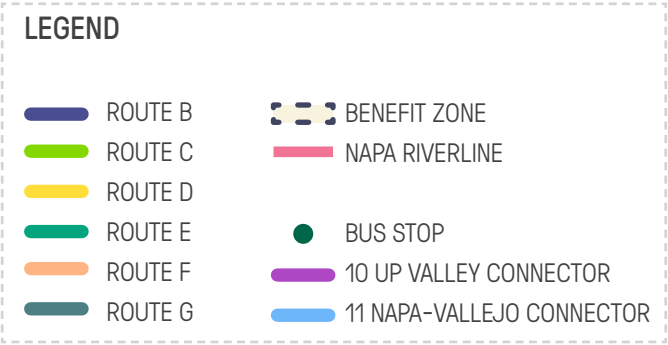 LEGEND
ROUTE B
ROUTE C
ROUTE D
ROUTE E
ROUTE F
ROUTE G
BENEFIT ZONE
NAPA RIVERLINE
BUS STOP
10 UP VALLEY CONNECTOR
11 NAPA-VALLEJO CONNECTOR